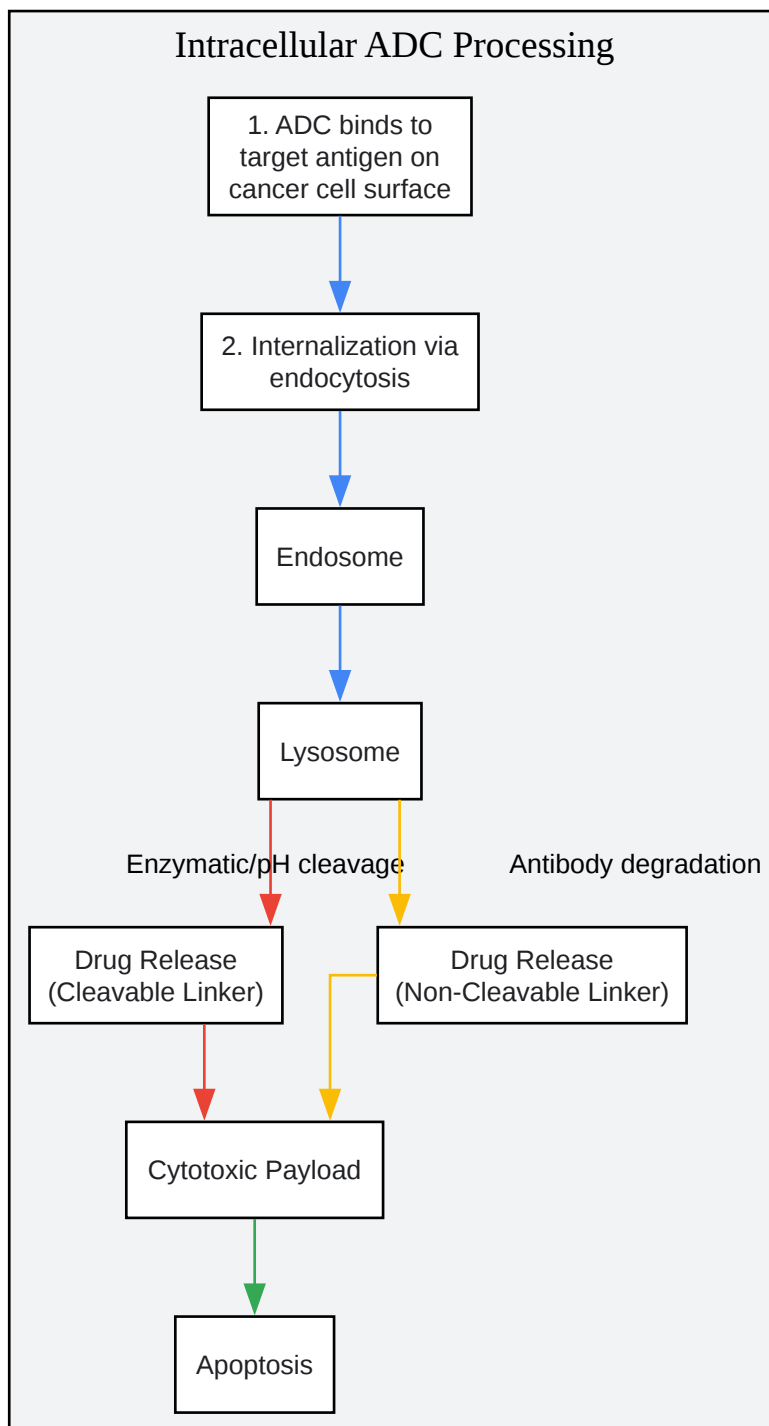 Intracellular ADC Processing
1. ADC binds to
target antigen on
cancer cell surface
2. Internalization via
endocytosis
Endosome
Lysosome
Enzymatic/pH cleavage
Antibody degradation
Drug Release
(Cleavable Linker)
Drug Release
(Non-Cleavable Linker)
Cytotoxic Payload
Apoptosis